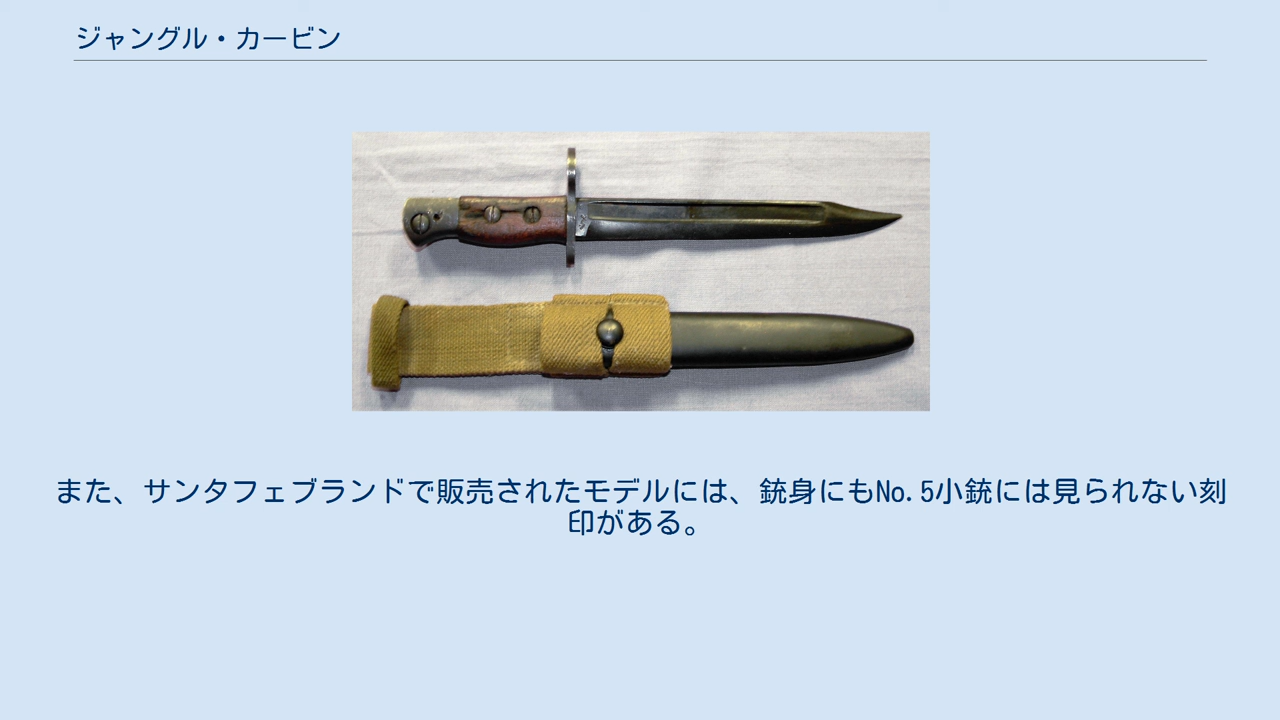 ジャングル・カービン
また、サンタフェブランドで販売されたモデルには、銃身にもNo.5小銃には見られない刻
印がある。